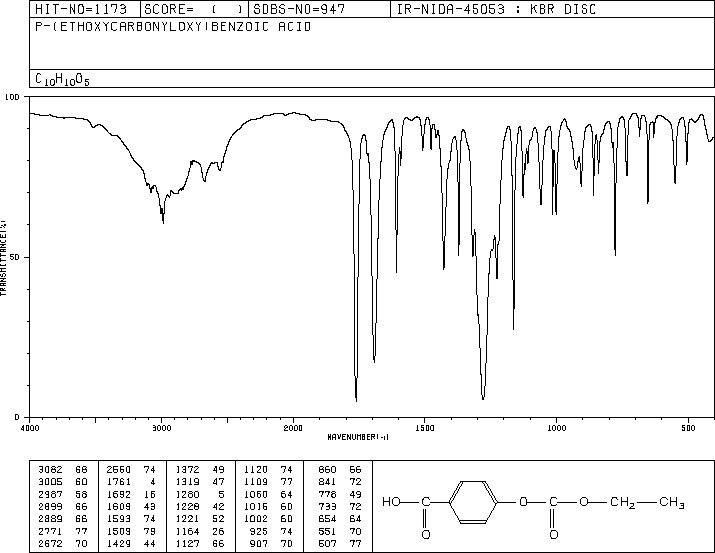 HIT-NO=1173 SCORE= ( ) SDBS-NO=947 IR-NIDA-45053 : KBR DISC
P-(ETHOXYCARBONYLOXY)BENZOIC ACID
C10H10O5
100
50
0
TRANSMITTANCE(%)
4000 3000 2000 1500 1000 500
WAVENUMBER(-1)
3082 68 2560 74 1372 49 1120 74 860 66
3005 60 1761 4 1319 47 1109 77 841 72
2987 58 1692 16 1280 5 1060 64 778 49
2899 66 1609 43 1228 42 1016 60 733 72
2889 66 1593 74 1221 52 1002 60 654 64
2771 77 1509 79 1164 26 925 74 551 70
2672 70 1429 44 1127 66 907 70 507 77
HO C O C O CH2 CH3
O O